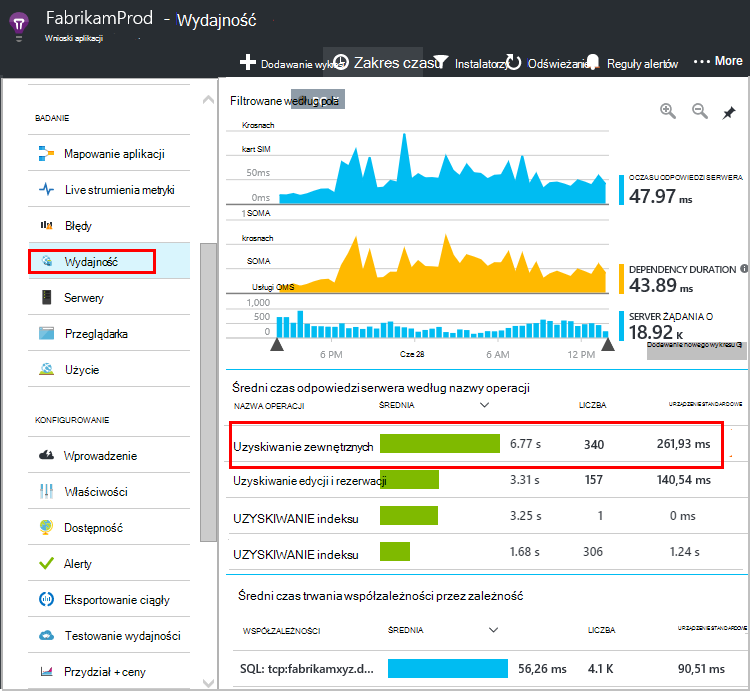 FabrikamProd - Wydajność
Wnioski aplikacji
Dodawanie wykres Zakres czasu Instalatorzy Odświeżanie Reguły alertów ••• More
BADANIE
Mapowanie aplikacji
Live strumienia metryki
Błędy
Wydajność
Serwery
Przeglądarka
Użycie
KONFIGUROWANIE
Wprowadzenie
Właściwości
Dostępność
Alerty
Eksportowanie ciągły
Testowanie wydajności
Przydział + ceny
Filtrowane według pola
Krosnach
kart SIM
50ms
0ms
OCZASU ODPOWIEDZI SERWERA
47.97 ms
1 SOMA
krosnach
SOMA
Usługi OMS
DEPENDENCY DURATION
43.89 ms
1,000
500
0
SERVER ŻĄDANIA O
18.92 K
Dodawanie nowego wykresu
6 PM Cze 28 6 AM 12 PM
Średni czas odpowiedzi serwera według nazwy operacji
NAZWA OPERACJI ŚREDNIA LICZBA URZĄDZENIE STANDARDOWE
Uzyskiwanie zewnętrznych 6.77 s 340 261,93 ms
Uzyskiwanie edycji i rezerwacji 3.31 s 157 140,54 ms
UZYSKIWANIE indeksu 3.25 s 1 0 ms
UZYSKIWANIE indeksu 1.68 s 306 1.24 s
Średni czas trwania współzależności przez zależność
WSPÓŁZALEŻNOŚCI ŚREDNIA LICZBA URZĄDZENIE STANDARDOWE
SQL: tcp:fabrikamxyz.d... 56,26 ms 4.1 K 90,51 ms